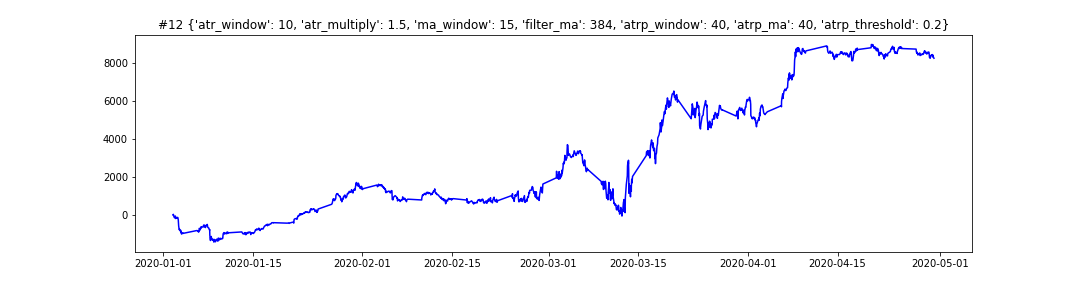 #12 {'atr_window': 10, 'atr_multiply': 1.5, 'ma_window': 15, 'filter_ma': 384, 'atrp_window': 40, 'atrp_ma': 40, 'atrp_threshold': 0.2}
8000
6000
4000
2000
0
2020-01-01 2020-01-15 2020-02-01 2020-02-15 2020-03-01 2020-03-15 2020-04-01 2020-04-15 2020-05-01